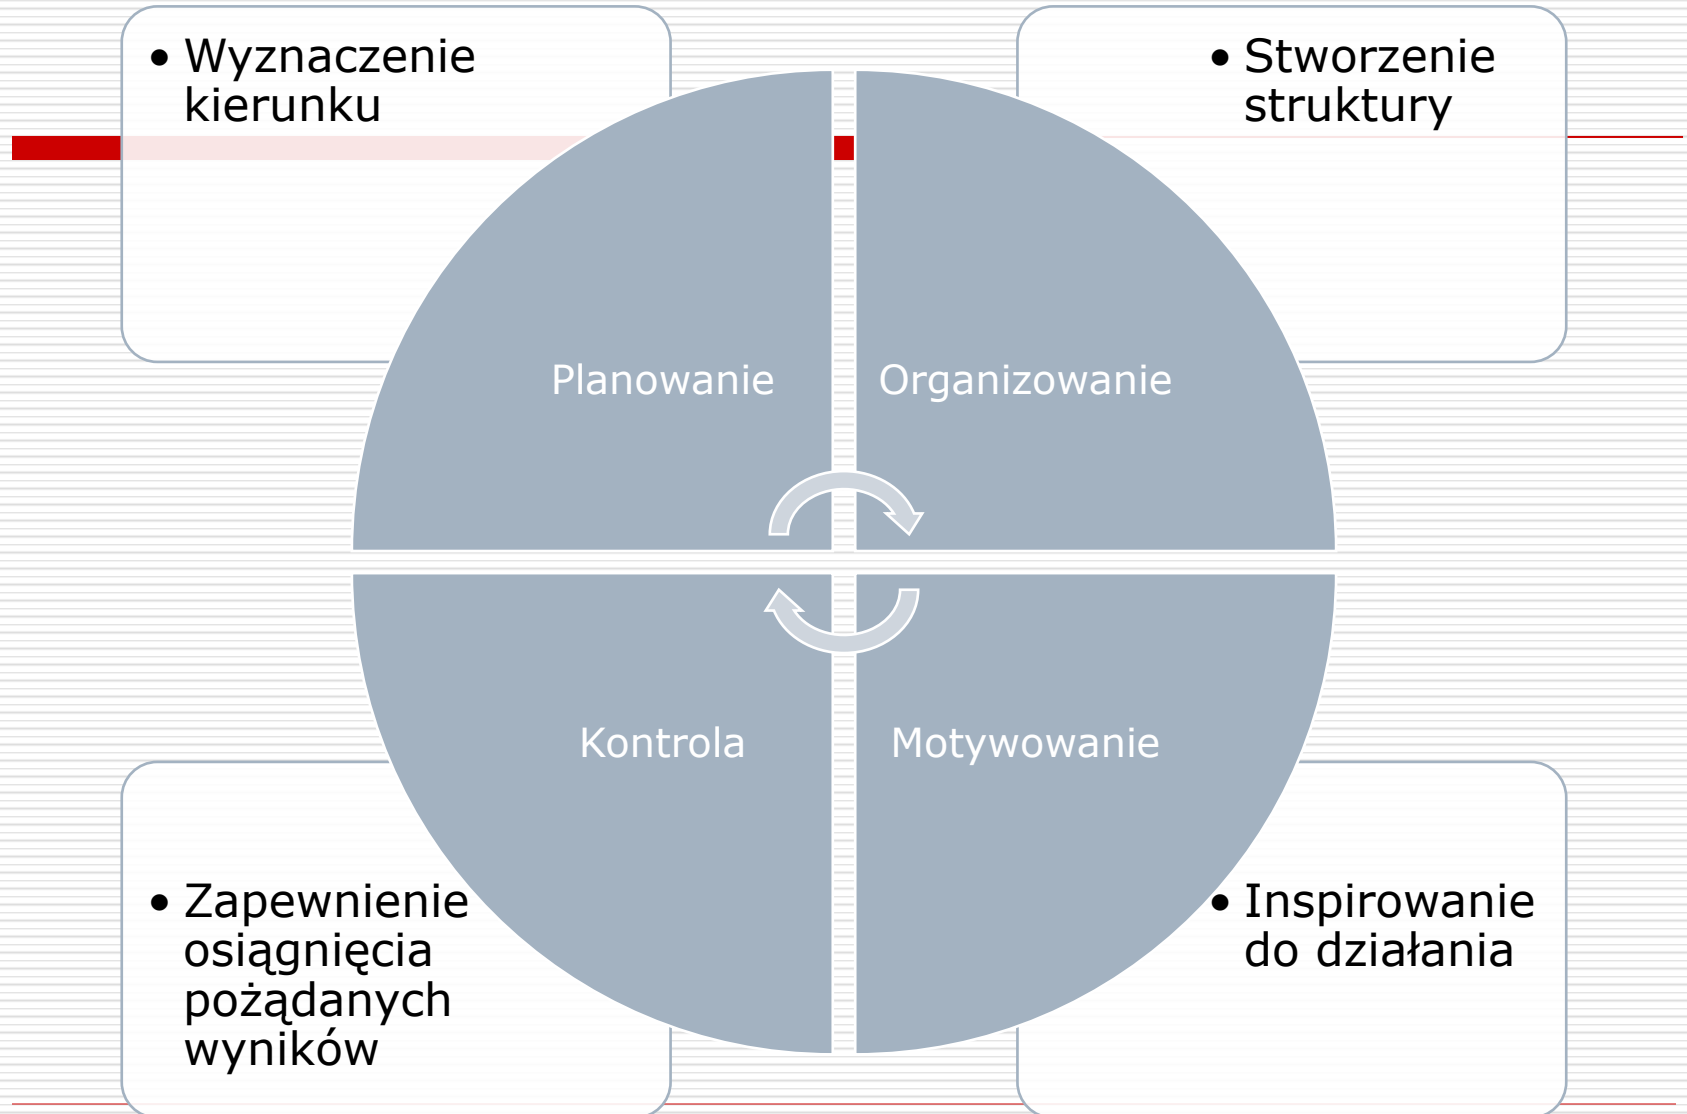 • Wyznaczenie
kierunku
• Stworzenie
struktury
Planowanie
Organizowanie
Kontrola
Motywowanie
• Zapewnienie
osiągnięcia
pożądanych
wyników
• Inspirowanie
do działania